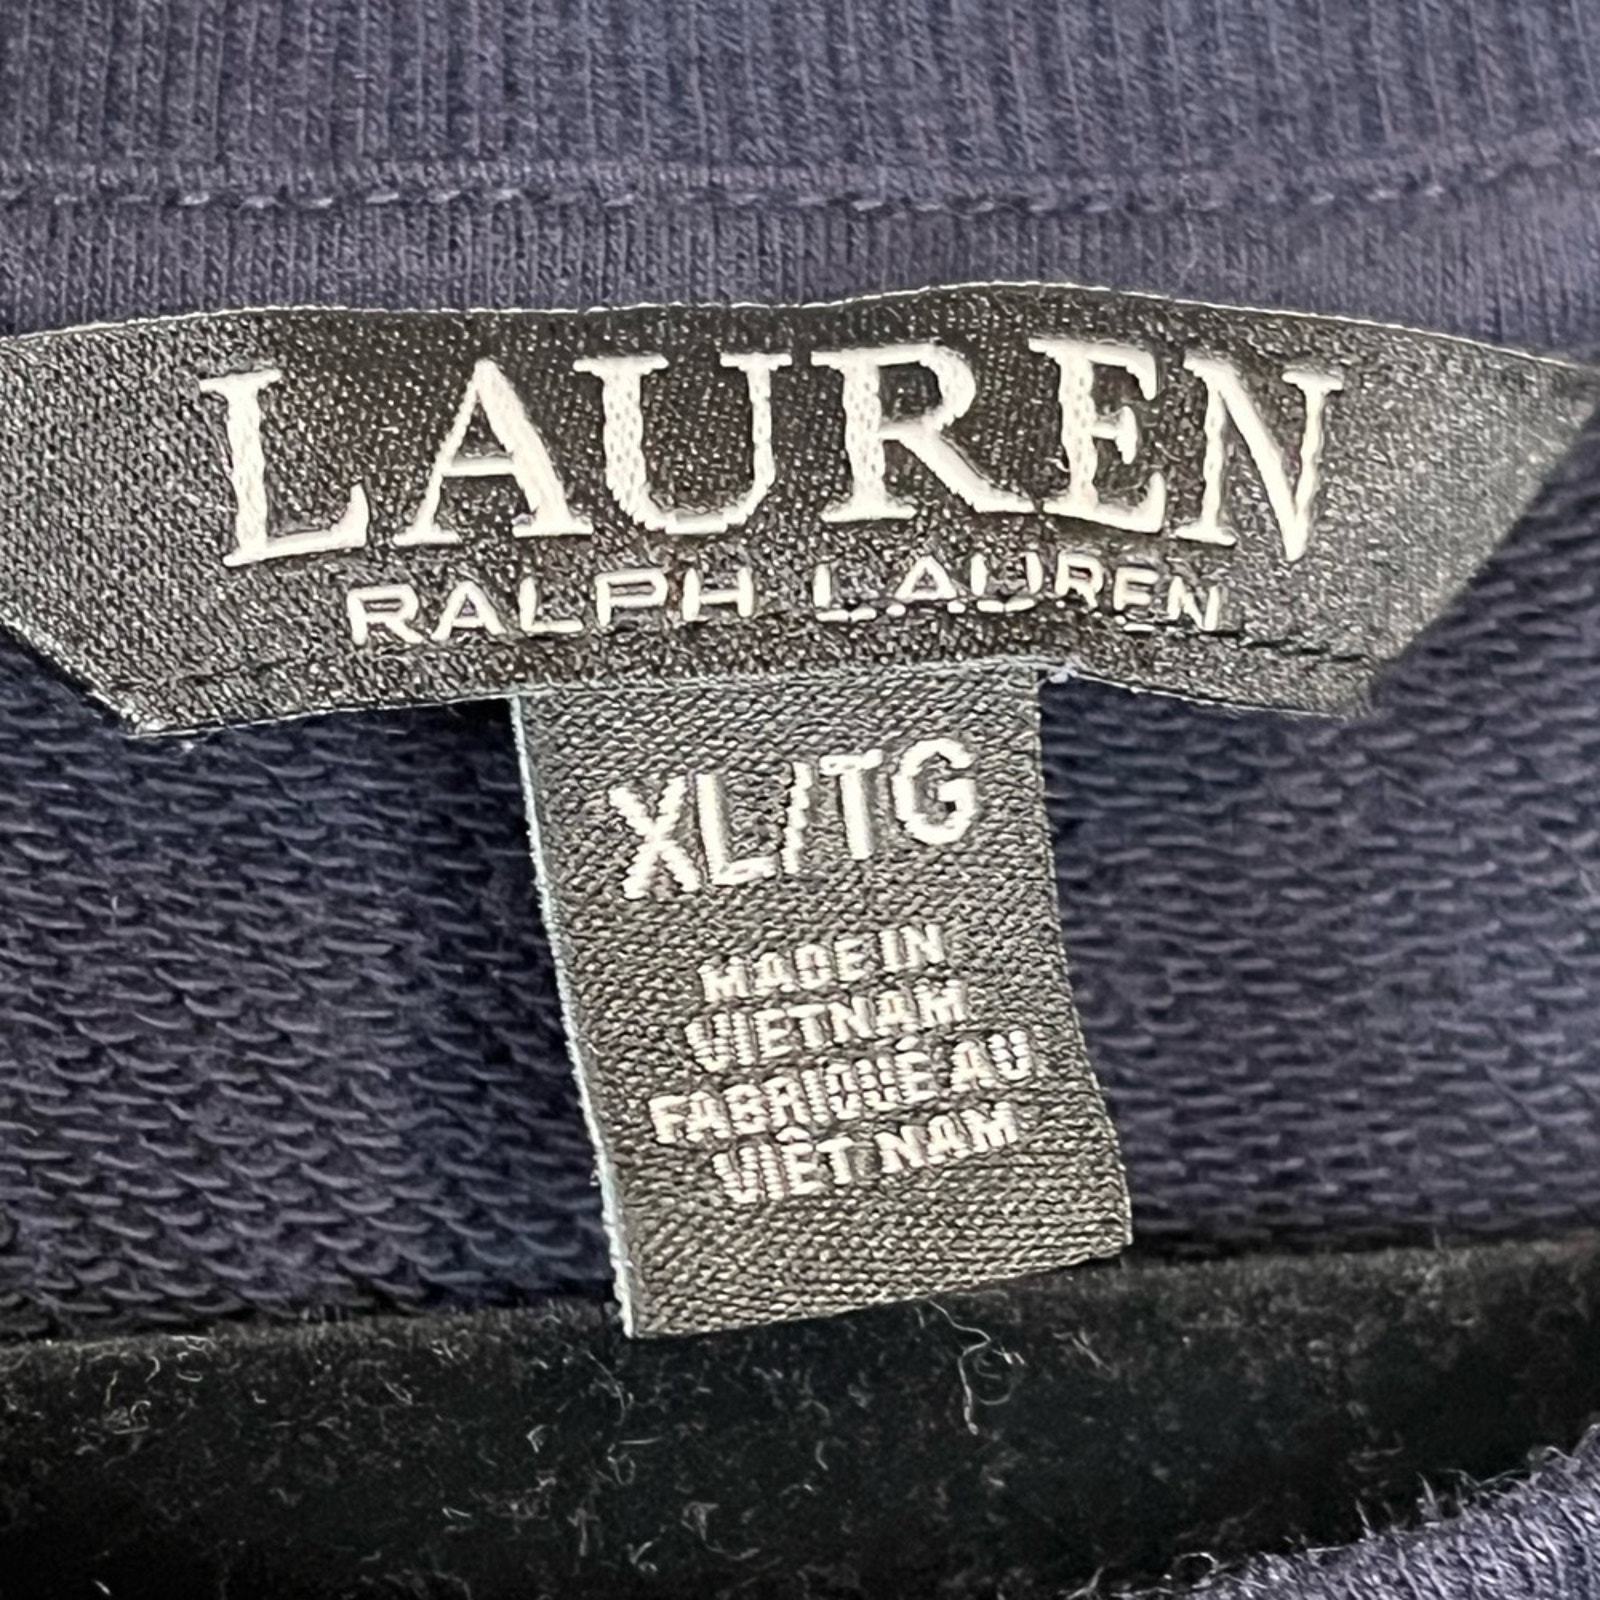 LAUREN
RALPH LAUREN
XL/TG
MADE IN
VIETNAM
FABRIQUÉ AU
VIÊT NAM